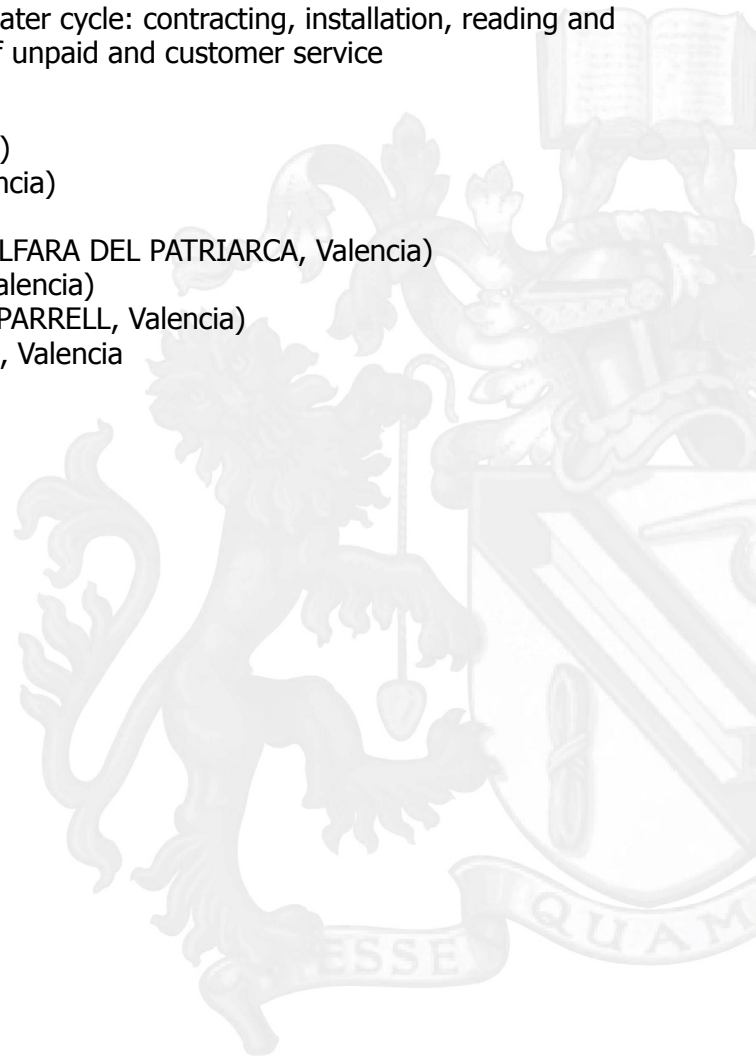 ater cycle: contracting, installation, reading and
f unpaid and customer service
)
ncia)
LFARA DEL PATRIARCA, Valencia)
alencia)
PARRELL, Valencia)
, Valencia
ESSE
QUAM